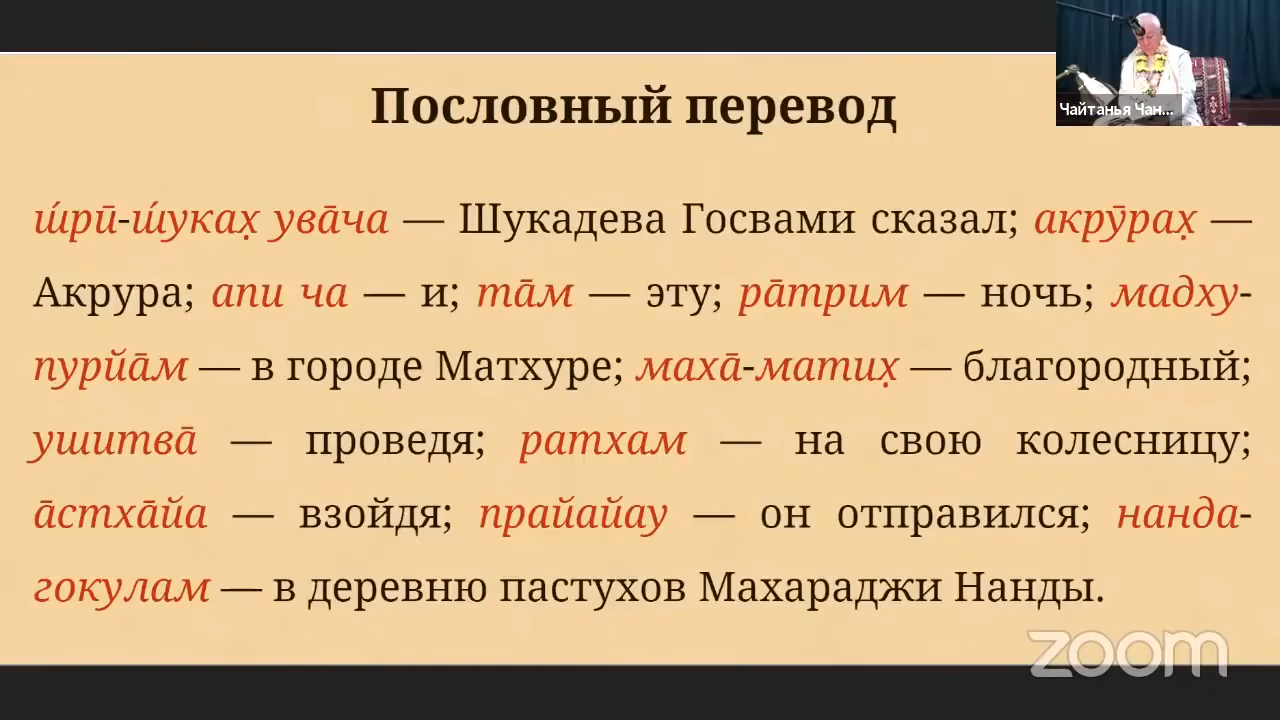 Пословный перевод
Чайтанья Чан...
ш́рӣ-ш́уках̣ ува̄ча — Шукадева Госвами сказал; акрӯрах̣ —
Акрура; апи ча — и; та̄м — эту; ра̄трим — ночь; мадху-
пурйа̄м — в городе Матхуре; маха̄-матих̣ — благородный;
ушитва̄ — проведя; ратхам — на свою колесницу;
а̄стха̄йа — взойдя; прайайау — он отправился; нанда-
гокулам — в деревню пастухов Махараджи Нанды.
zoom